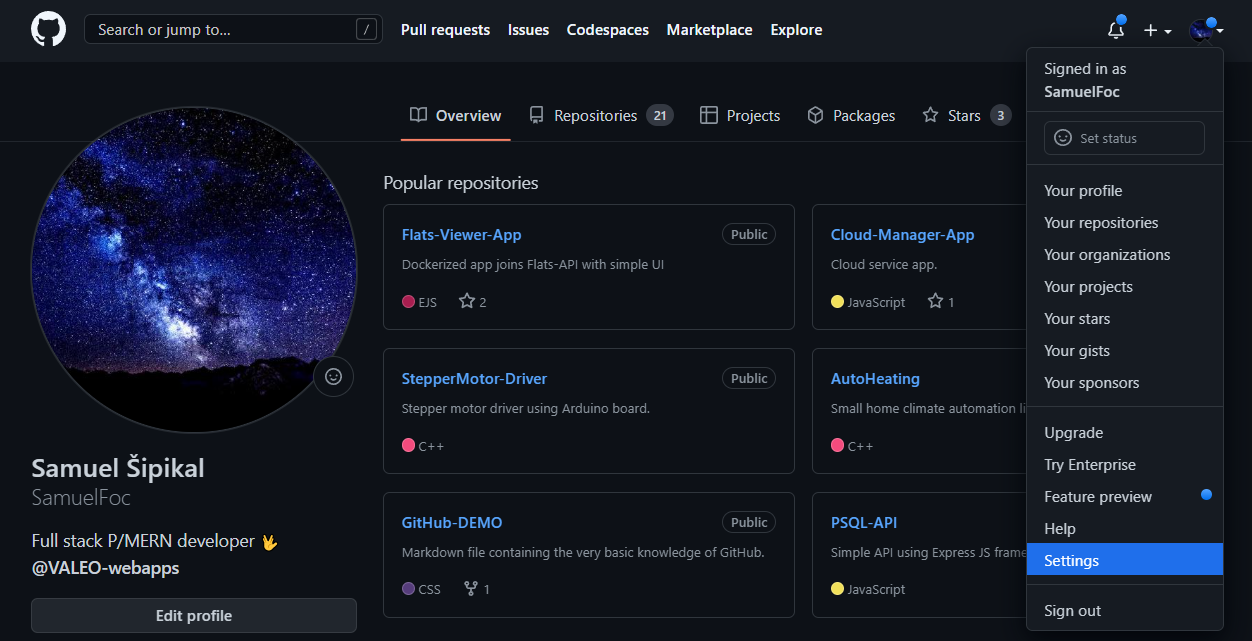 Search or jump to...
/
Pull requests
Issues
Codespaces
Marketplace
Explore
Signed in as
SamuelFoc
Set status
Your profile
Your repositories
Your organizations
Your projects
Your stars
Your gists
Your sponsors
Upgrade
Try Enterprise
Feature preview
Help
Settings
Sign out
Overview
Repositories 21
Projects
Packages
Stars 3
Samuel Šipikal
SamuelFoc
Full stack P/MERN developer 🖖
@VALEO-webapps
Edit profile
Popular repositories
Flats-Viewer-App
Public
Dockerized app joins Flats-API with simple UI
EJS
2
Cloud-Manager-App
Cloud service app.
JavaScript
1
StepperMotor-Driver
Public
Stepper motor driver using Arduino board.
C++
AutoHeating
Small home climate automation li
C++
GitHub-DEMO
Public
Markdown file containing the very basic knowledge of GitHub.
CSS
1
PSQL-API
Simple API using Express JS frame
JavaScript